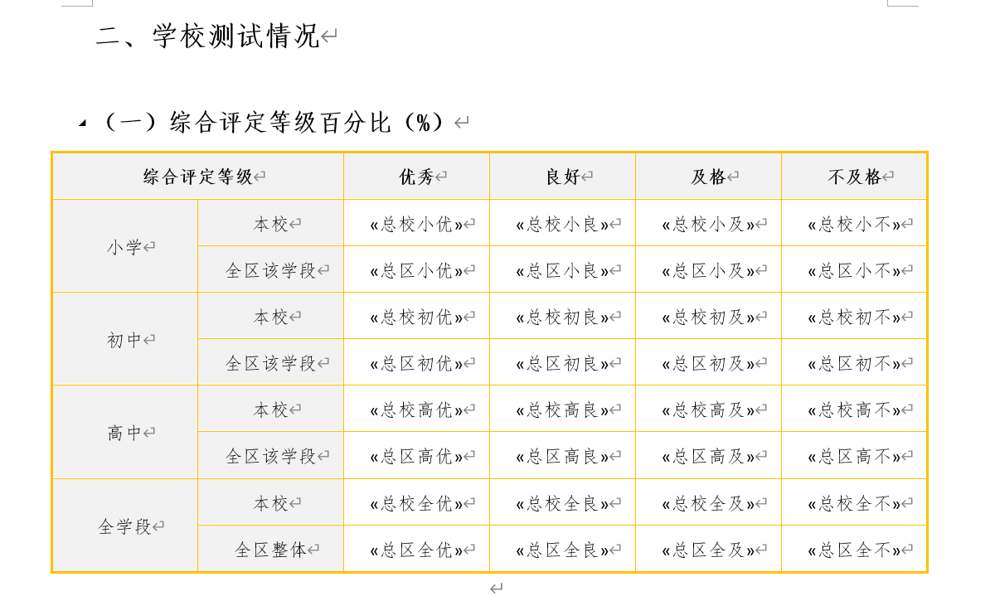 二、学校测试情况
（一）综合评定等级百分比（%）
综合评定等级 优秀 良好 及格 不及格
小学 本校 «总校小优» «总校小良» «总校小及» «总校小不»
全区该学段 «总区小优» «总区小良» «总区小及» «总区小不»
初中 本校 «总校初优» «总校初良» «总校初及» «总校初不»
全区该学段 «总区初优» «总区初良» «总区初及» «总区初不»
高中 本校 «总校高优» «总校高良» «总校高及» «总校高不»
全区该学段 «总区高优» «总区高良» «总区高及» «总区高不»
全学段 本校 «总校全优» «总校全良» «总校全及» «总校全不»
全区整体 «总区全优» «总区全良» «总区全及» «总区全不»